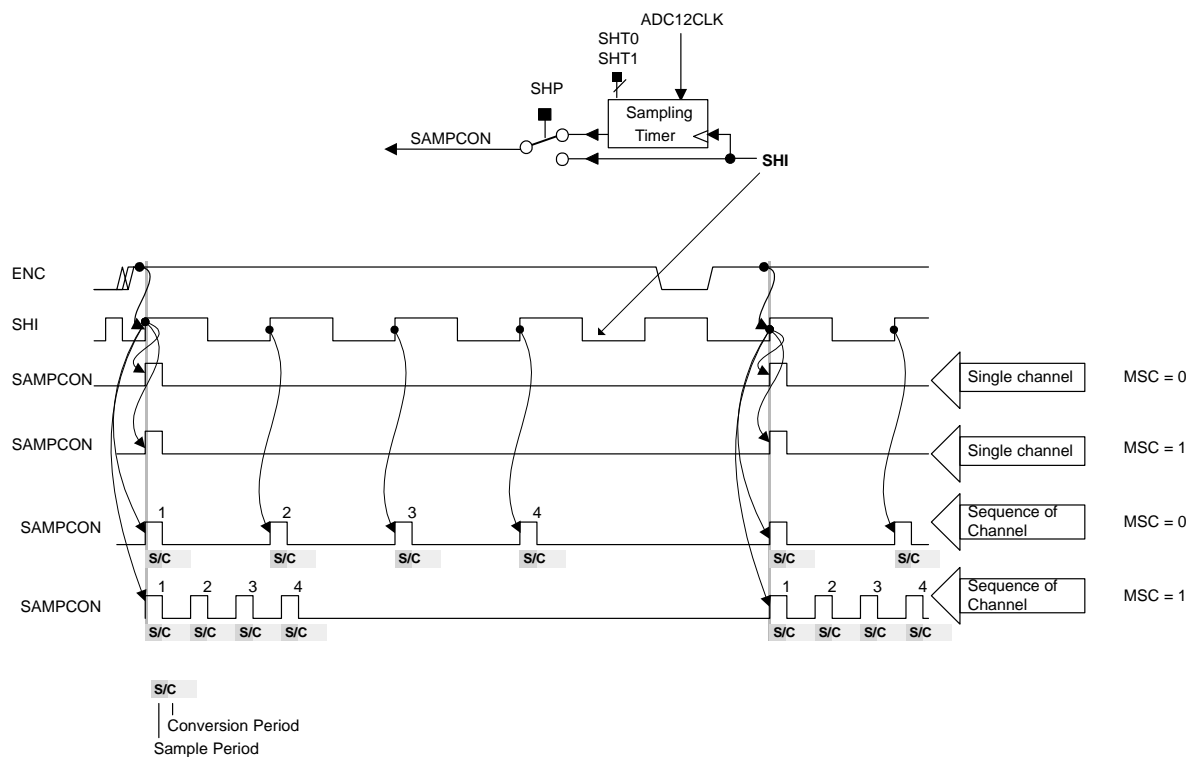 ADC12CLK
SHT0
SHT1
SHP
Sampling
Timer
SAMPCON
SHI
ENC
SHI
SAMPCON
Single channel
MSC = 0
SAMPCON
Single channel
MSC = 1
SAMPCON
1 2 3 4
Sequence of
Channel
MSC = 0
S/C S/C S/C S/C S/C S/C
SAMPCON
1 2 3 4 1 2 3 4
Sequence of
Channel
MSC = 1
S/C S/C S/C S/C S/C S/C S/C S/C
S/C
Conversion Period
Sample Period